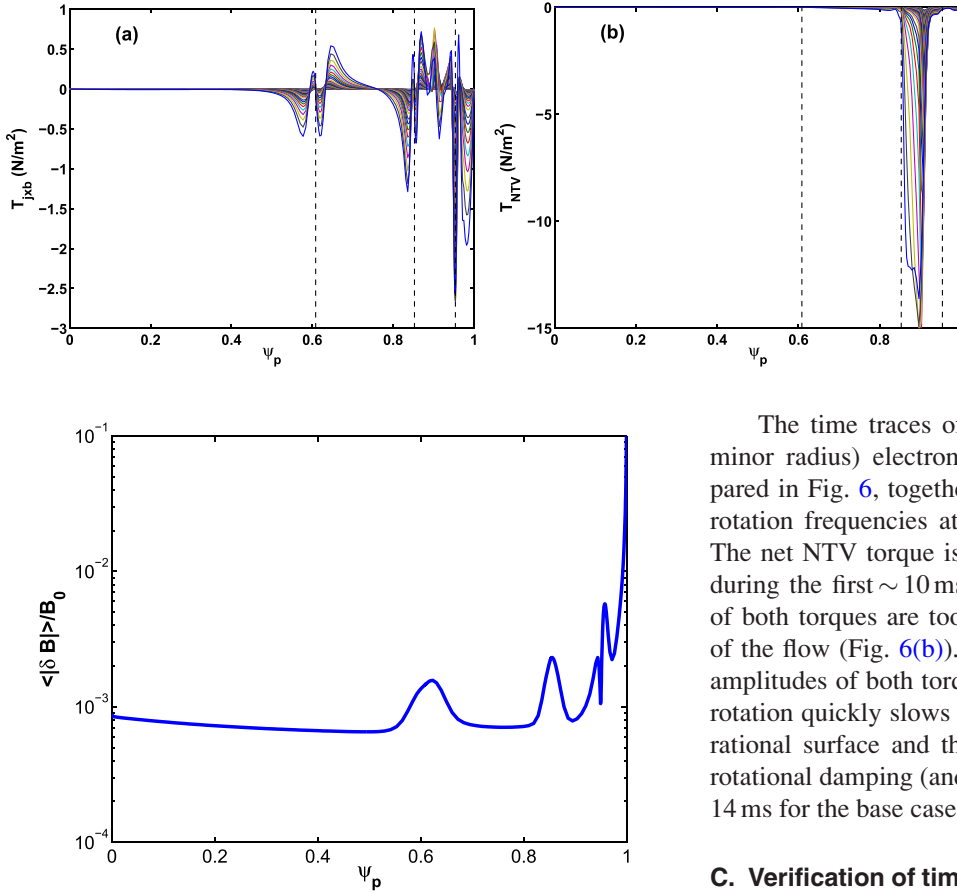 (a)
1
0.5
0
−0.5
−1
−1.5
−2
−2.5
−3
T_jxb (N/m²)
0 0.2 0.4 0.6 0.8 1
ψ_p
(b)
0
−5
−10
−15
T_NTV (N/m²)
0 0.2 0.4 0.6 0.8
ψ_p
10⁻¹
10⁻²
10⁻³
10⁻⁴
<|δ B|>/B₀
0 0.2 0.4 0.6 0.8 1
ψ_p
The time traces of
minor radius) electron
pared in Fig. 6, togethe
rotation frequencies at
The net NTV torque is
during the first ∼ 10 ms
of both torques are too
of the flow (Fig. 6(b)).
amplitudes of both torq
rotation quickly slows
rational surface and th
rotational damping (and
14 ms for the base case
C. Verification of tim